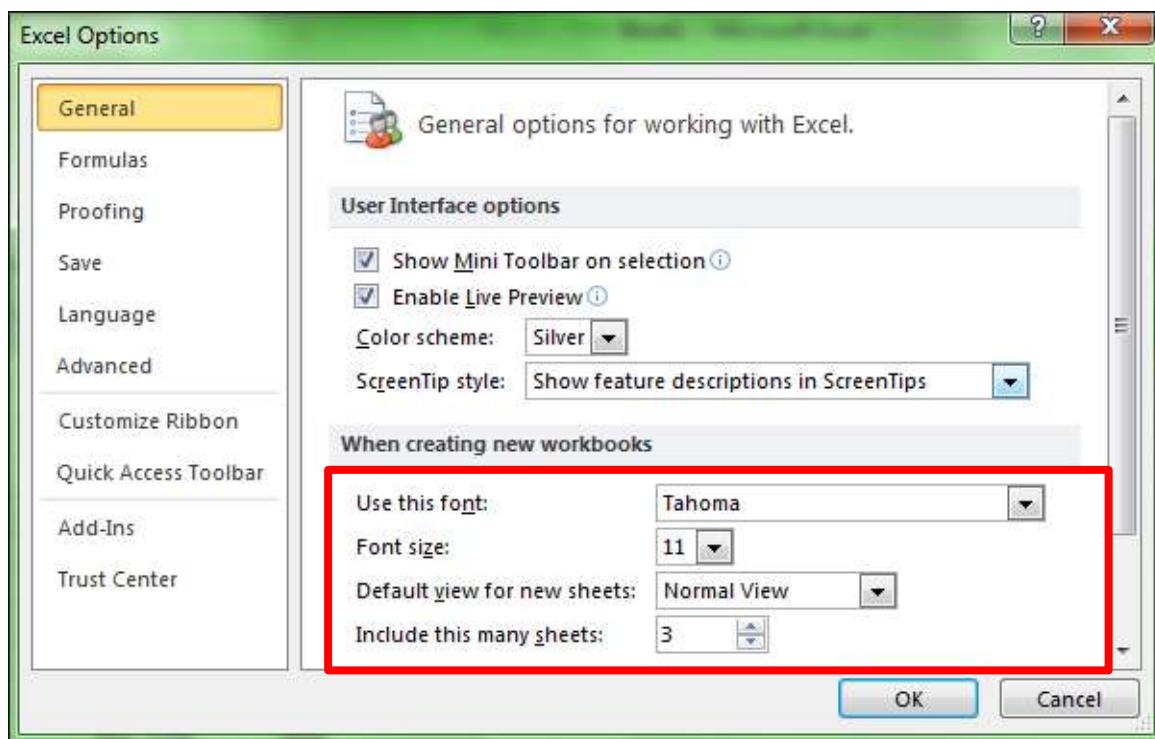 Excel Options
General
Formulas
Proofing
Save
Language
Advanced
Customize Ribbon
Quick Access Toolbar
Add-Ins
Trust Center
General options for working with Excel.
User Interface options
Show Mini Toolbar on selection
Enable Live Preview
Color scheme: Silver
ScreenTip style: Show feature descriptions in ScreenTips
When creating new workbooks
Use this font: Tahoma
Font size: 11
Default view for new sheets: Normal View
Include this many sheets: 3
OK Cancel